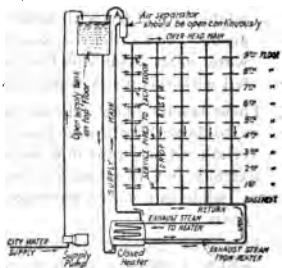 A
Air separator
should be open continuously
OVER-HEAD MAIN
Open supply tank
on top floor
SUPPLY MAIN
SERVICE PIPES TO EACH FLOOR
DROP RISER
9TH FLOOR
8TH "
7TH "
6TH "
5TH "
4TH "
3RD "
2ND "
1ST "
BASEMENT
RETURN
EXHAUST STEAM
TO HEATER
CITY WATER
SUPPLY
Supply
Pump
Closed
Heater
EXHAUST STEAM
FROM HEATER